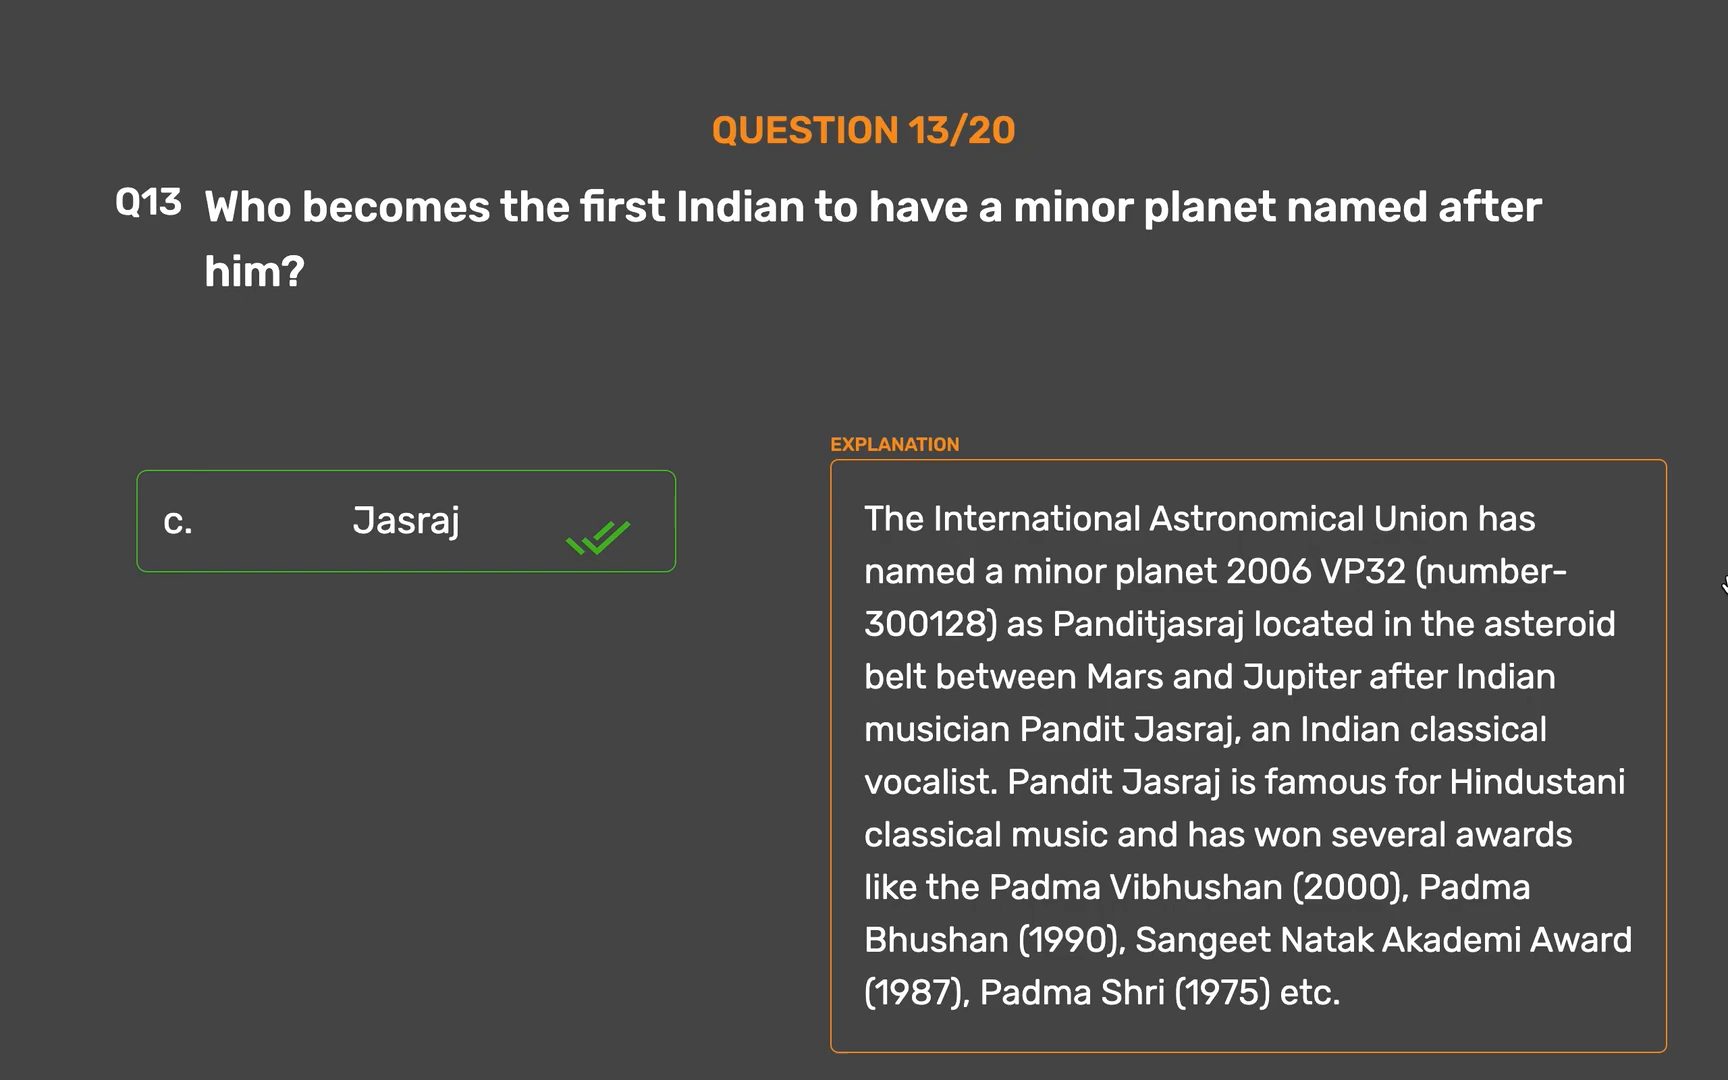 QUESTION 13/20
Q13 Who becomes the first Indian to have a minor planet named after
him?
c. Jasraj
EXPLANATION
The International Astronomical Union has
named a minor planet 2006 VP32 (number-
300128) as Panditjasraj located in the asteroid
belt between Mars and Jupiter after Indian
musician Pandit Jasraj, an Indian classical
vocalist. Pandit Jasraj is famous for Hindustani
classical music and has won several awards
like the Padma Vibhushan (2000), Padma
Bhushan (1990), Sangeet Natak Akademi Award
(1987), Padma Shri (1975) etc.